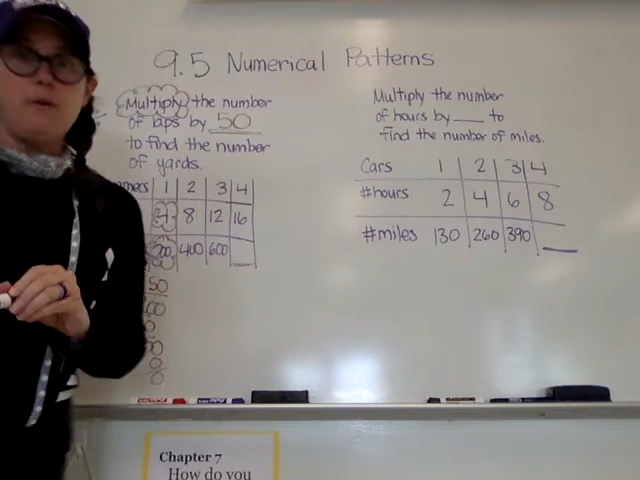 9.5 Numerical Patterns
Multiply the number
of laps by 50
to find the number
of yards.
1 2 3 4
4 8 12 16
200 400 600
50
Multiply the number
of hours by ___ to
find the number of miles.
Cars 1 2 3 4
#hours 2 4 6 8
#miles 130 260 390 ___
Chapter 7
How do you